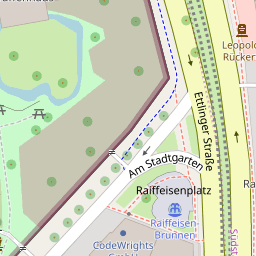 Leopold
Rücker
Ettlinger Straße
Am Stadtgarten
Raiffeisenplatz
Raiffeisen
Brunnen
CodeWrights